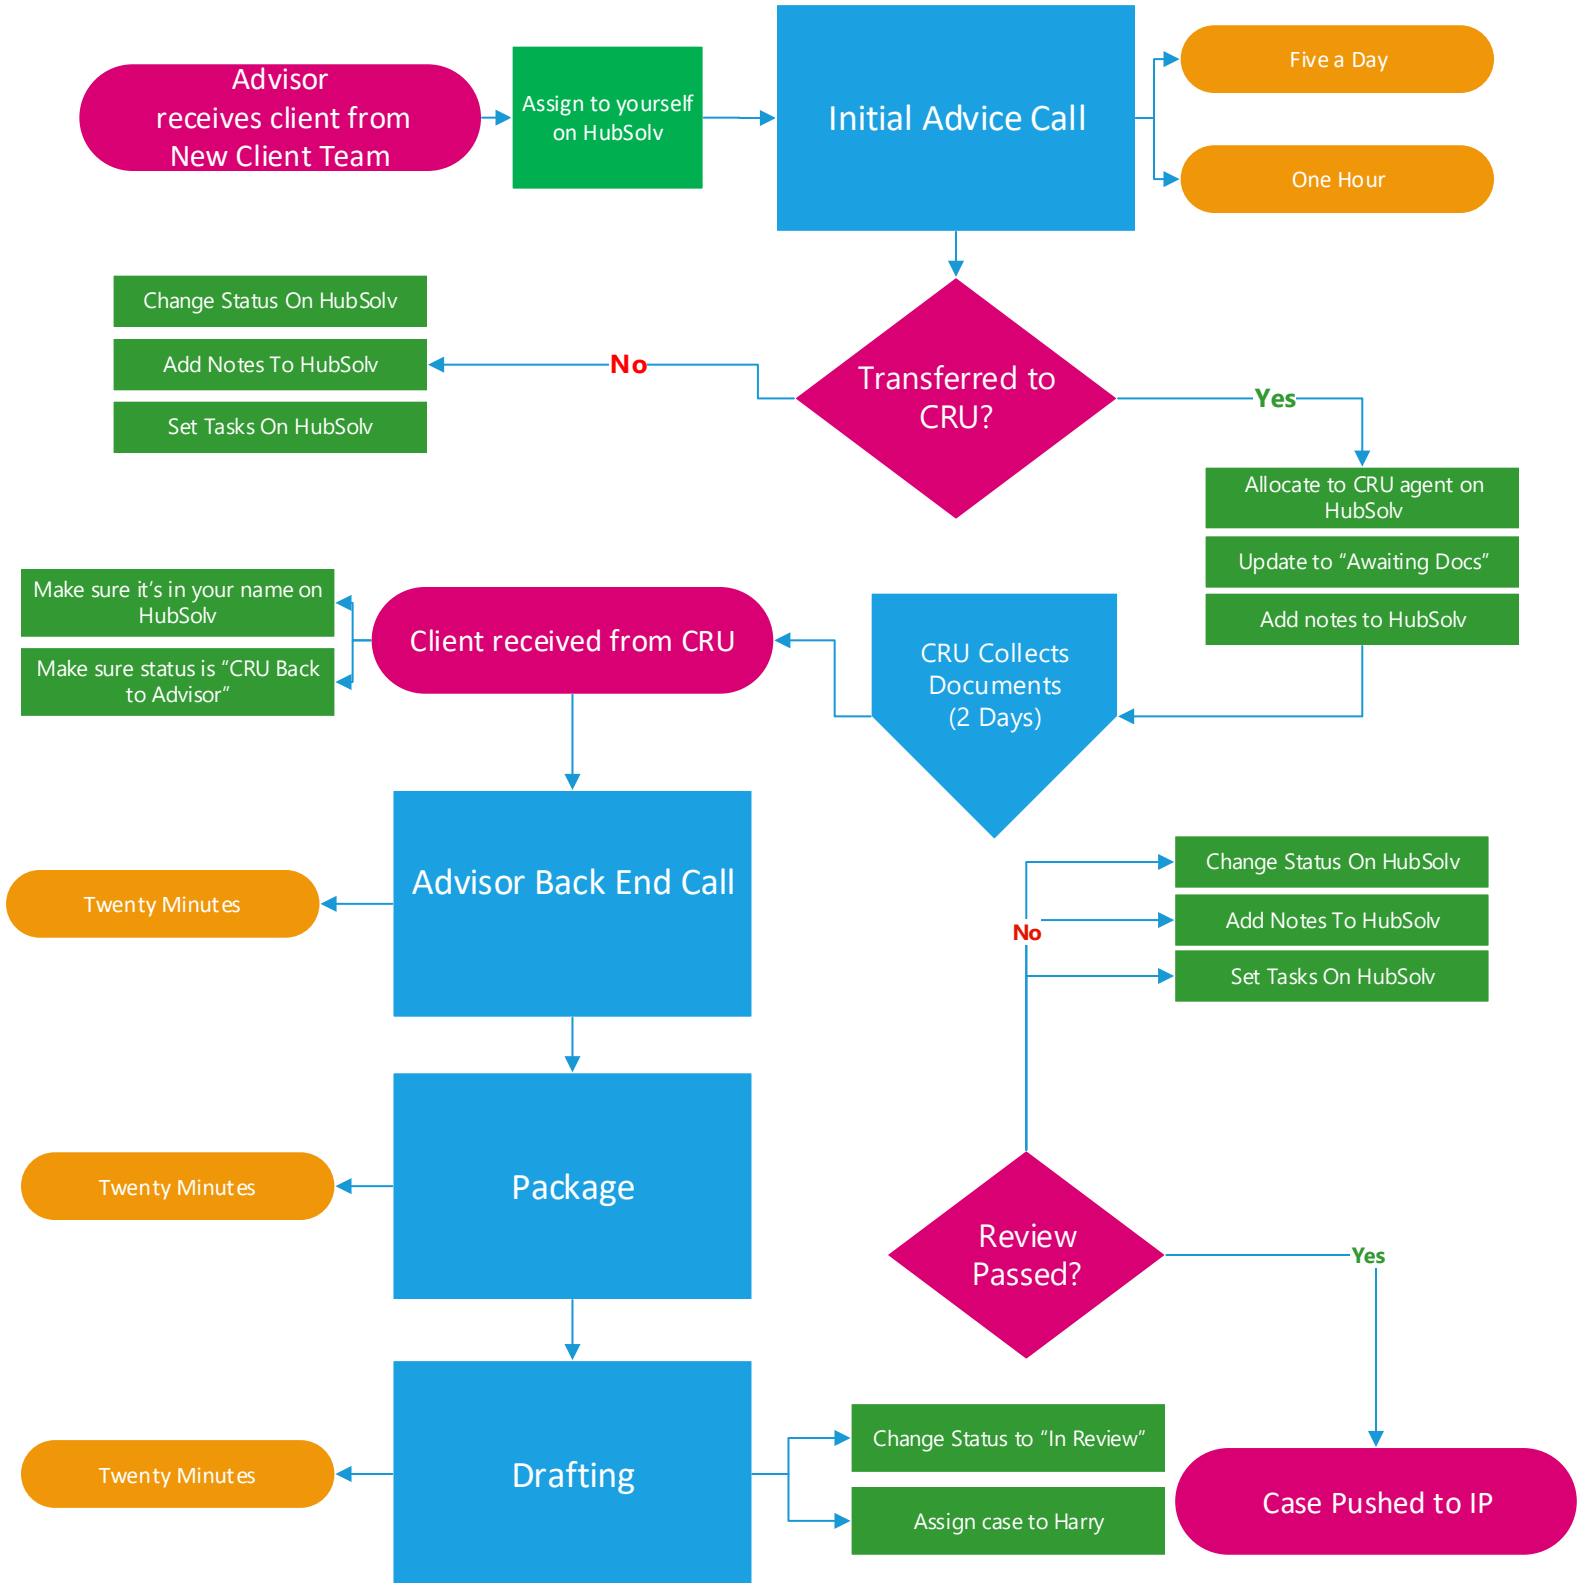 Advisor
receives client from
New Client Team
Assign to yourself
on HubSolv
Initial Advice Call
Five a Day
One Hour
Change Status On HubSolv
Add Notes To HubSolv
Set Tasks On HubSolv
No
Transferred to
CRU?
Yes
Allocate to CRU agent on
HubSolv
Update to “Awaiting Docs”
Add notes to HubSolv
Make sure it’s in your name on
HubSolv
Make sure status is “CRU Back
to Advisor”
Client received from CRU
CRU Collects
Documents
(2 Days)
Advisor Back End Call
Twenty Minutes
Change Status On HubSolv
Add Notes To HubSolv
Set Tasks On HubSolv
No
Package
Twenty Minutes
Review
Passed?
Yes
Drafting
Twenty Minutes
Change Status to “In Review”
Assign case to Harry
Case Pushed to IP